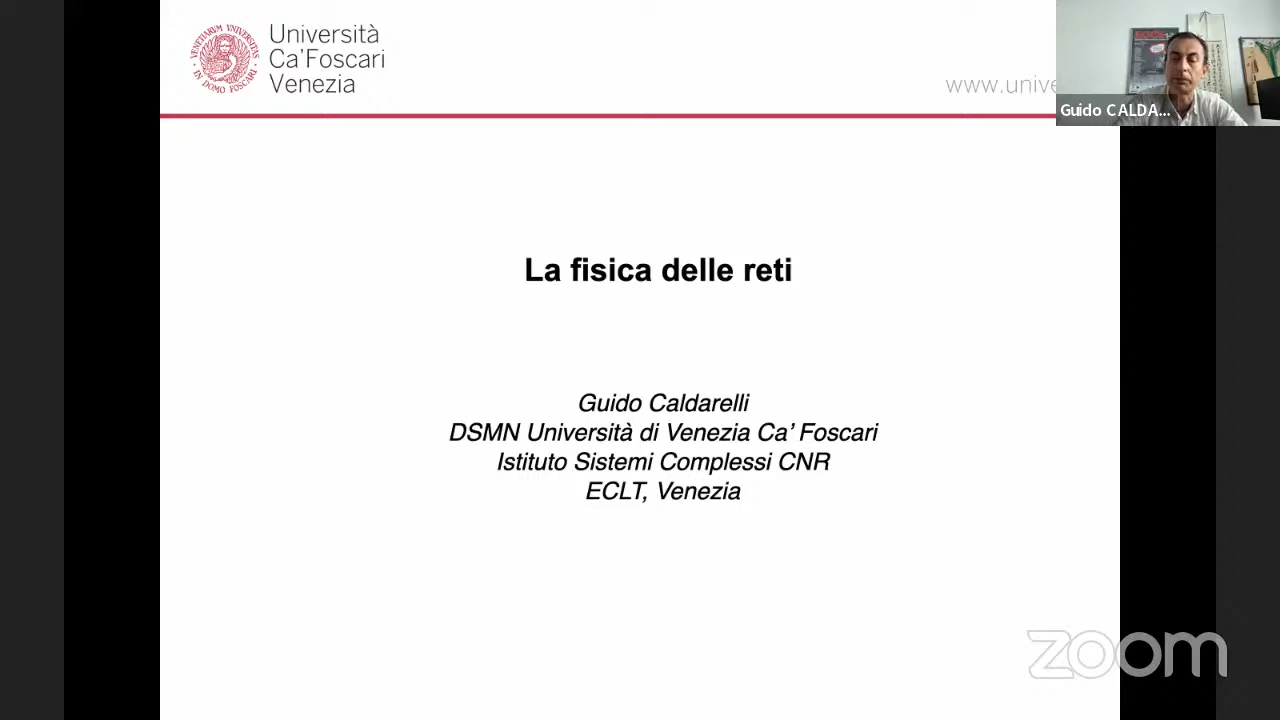 Università
Ca'Foscari
Venezia
www.unive
Guido CALDA...
La fisica delle reti
Guido Caldarelli
DSMN Università di Venezia Ca' Foscari
Istituto Sistemi Complessi CNR
ECLT, Venezia
zoom